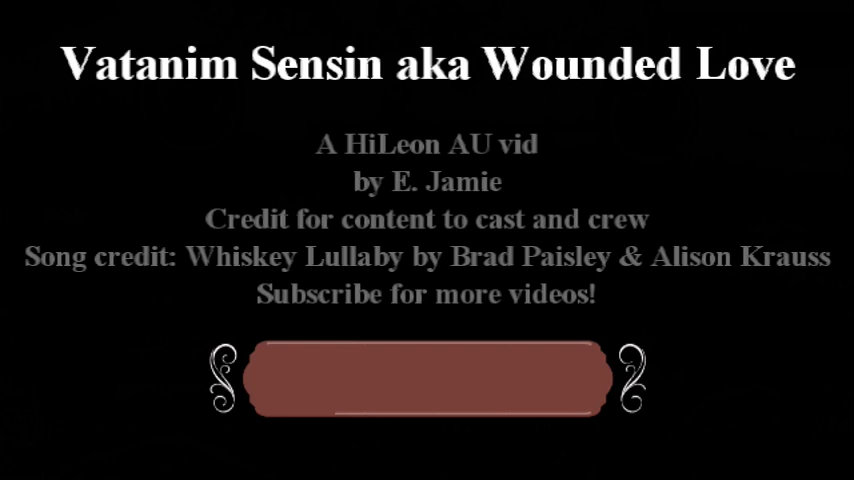 Vatanim Sensin aka Wounded Love
A HiLeon AU vid
by E. Jamie
Credit for content to cast and crew
Song credit: Whiskey Lullaby by Brad Paisley & Alison Krauss
Subscribe for more videos!